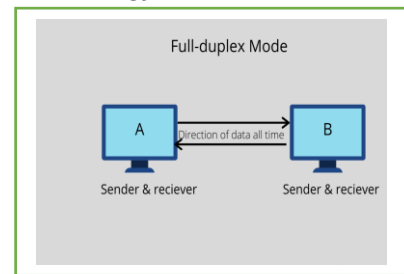 Full-duplex Mode
A
B
Direction of data all time
Sender & reciever
Sender & reciever